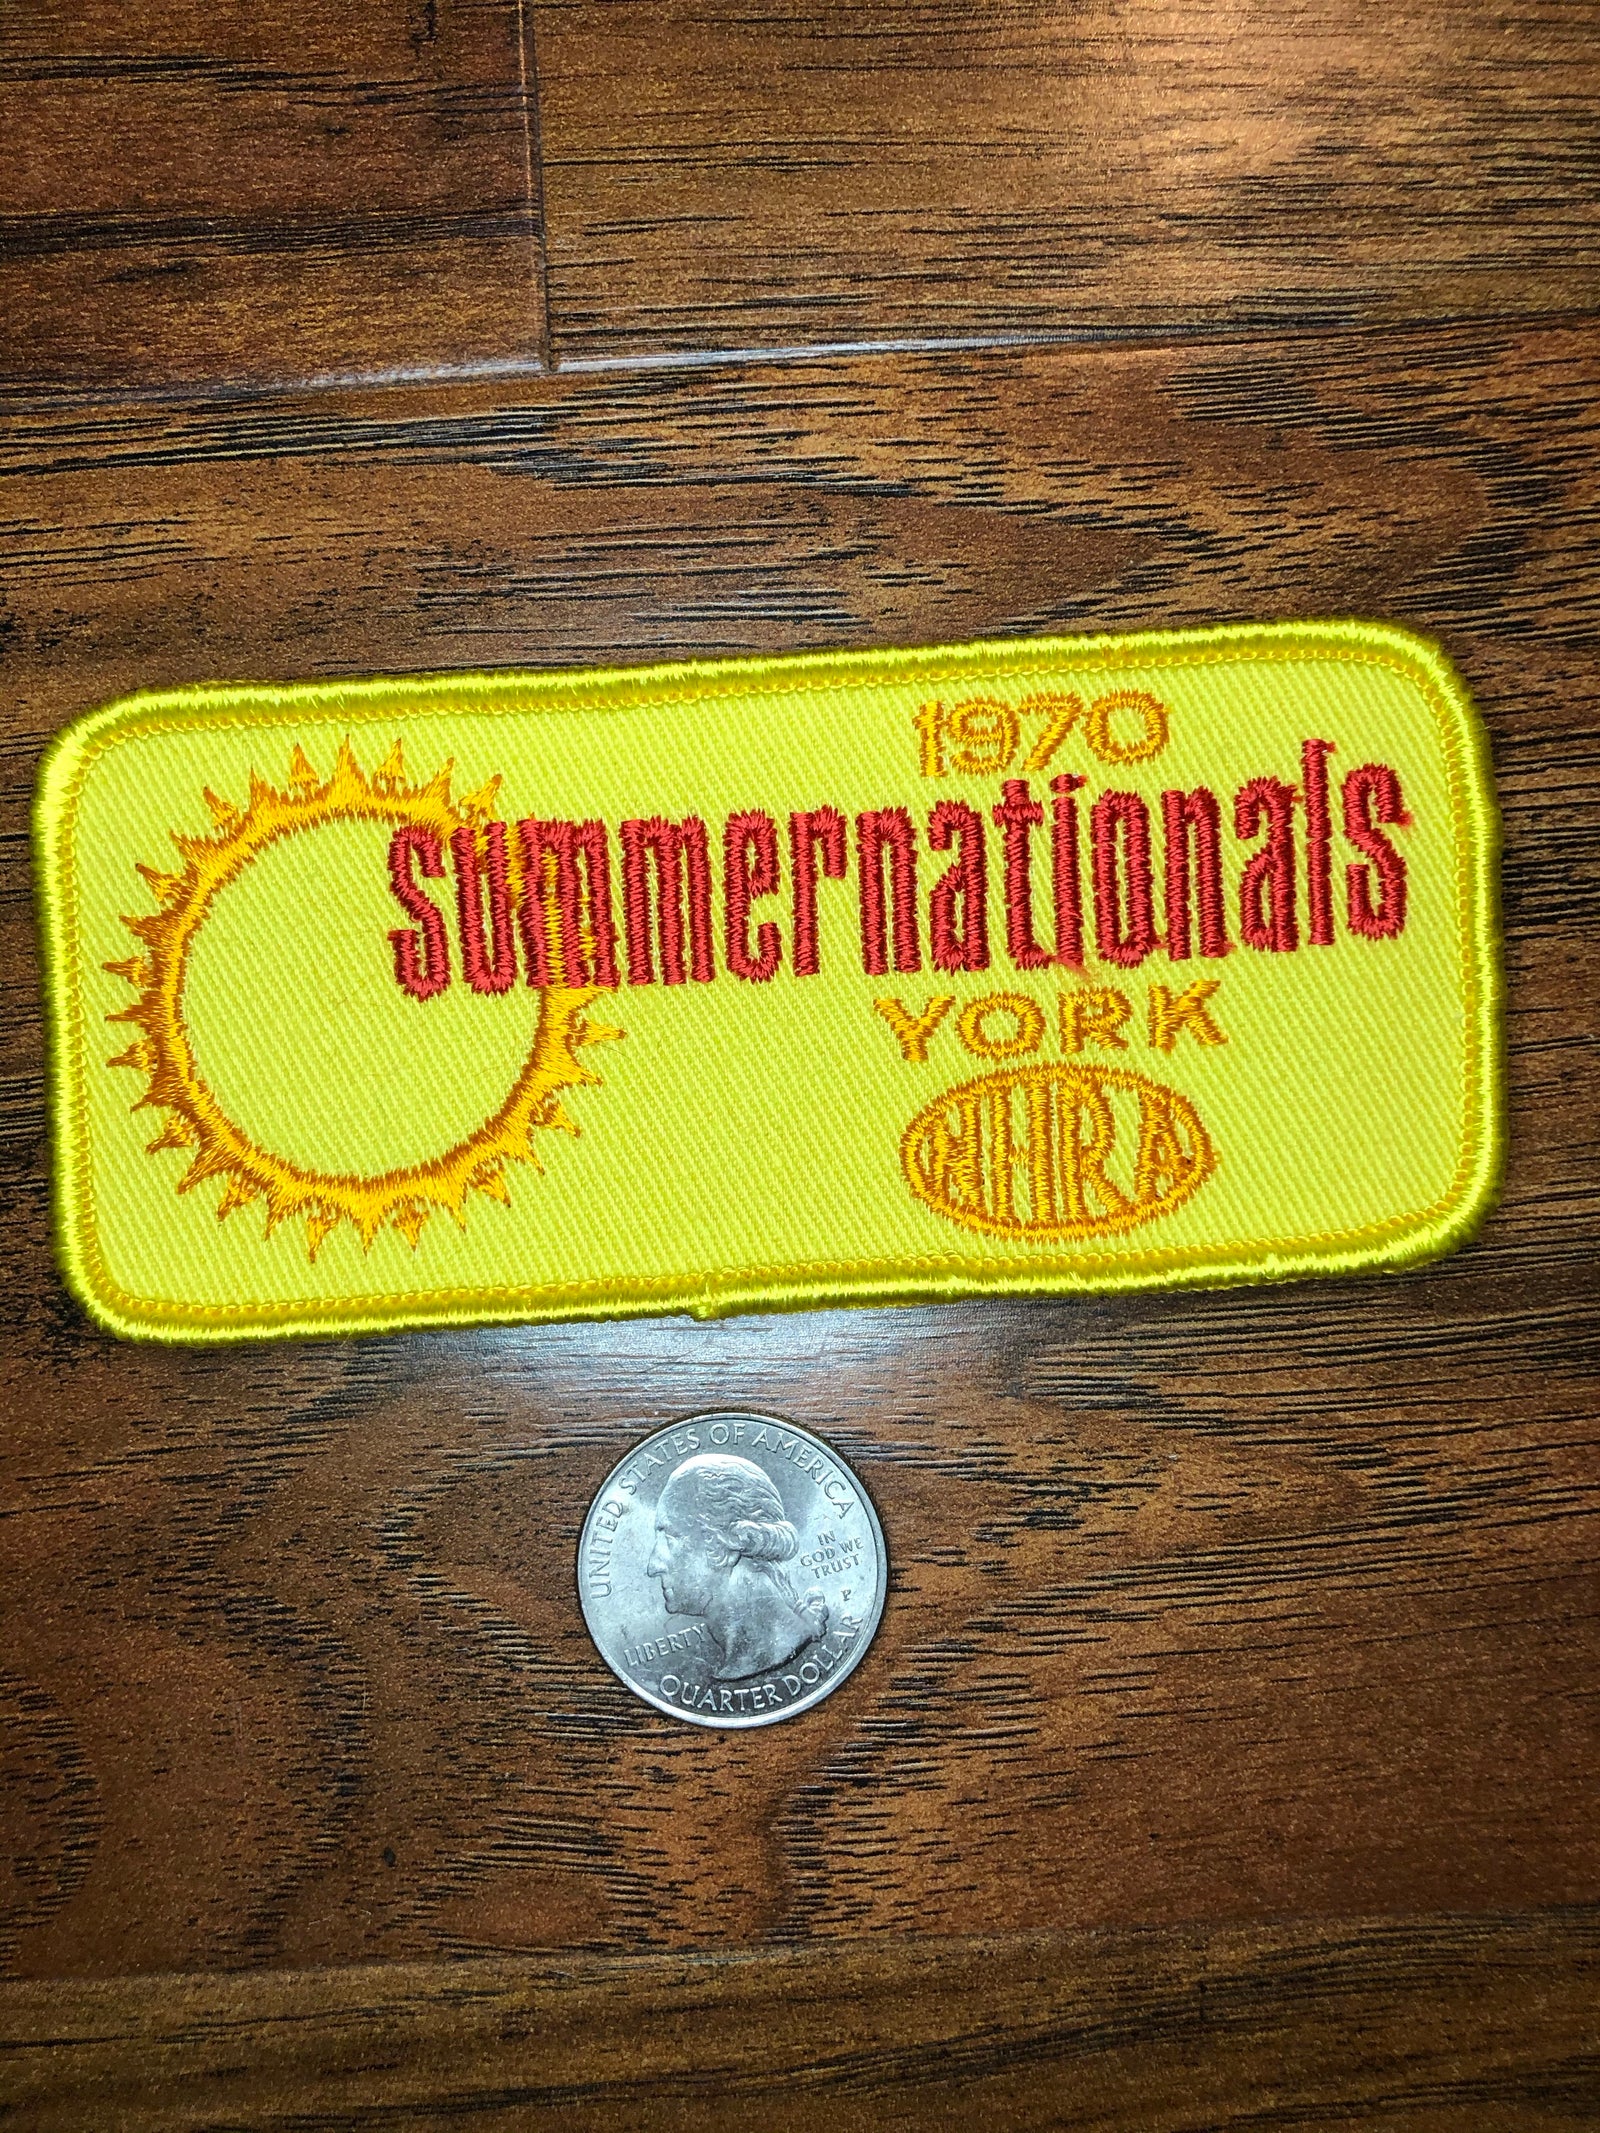 1970
summernationals
YORK
NHRA
UNITED STATES OF AMERICA
IN
GOD WE
TRUST
P
LIBERTY
QUARTER DOLLAR